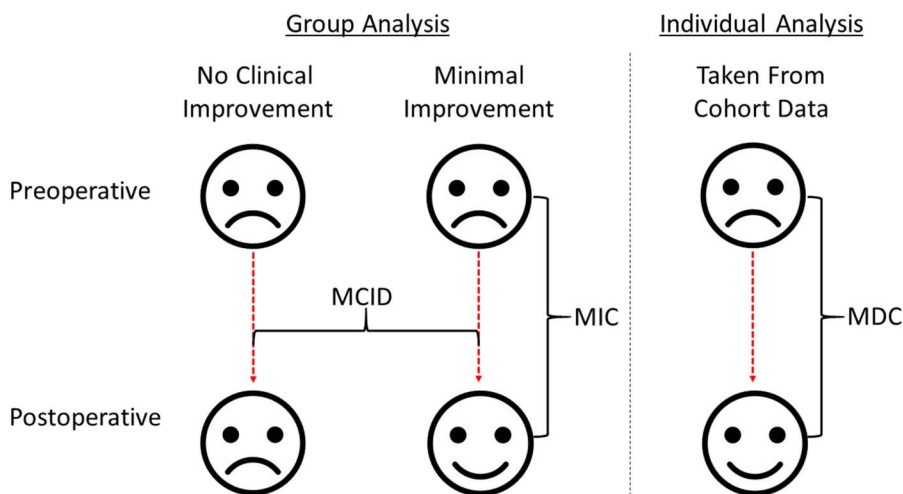 Group Analysis
Individual Analysis
No Clinical
Improvement
Minimal
Improvement
Taken From
Cohort Data
Preoperative
MCID
MIC
MDC
Postoperative